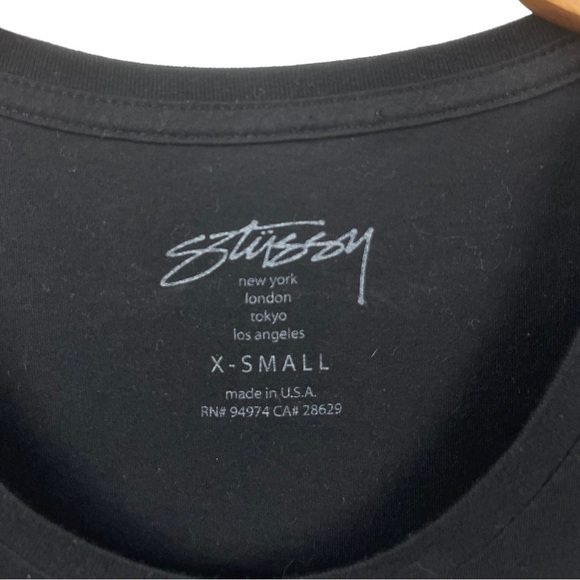 Stüssy
new york
london
tokyo
los angeles
X-SMALL
made in U.S.A.
RN# 94974 CA# 28629